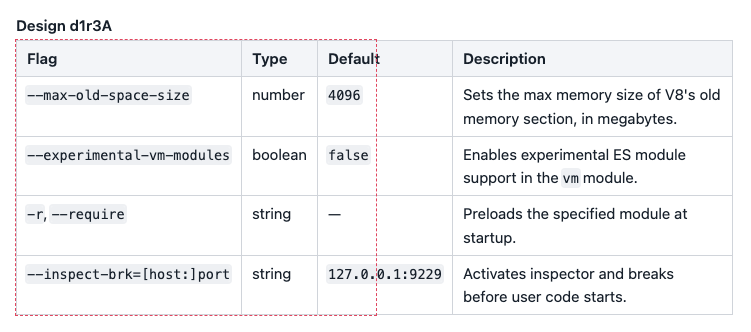 Design d1r3A
Flag Type Default Description
--max-old-space-size number 4096 Sets the max memory size of V8's old
memory section, in megabytes.
--experimental-vm-modules boolean false Enables experimental ES module
support in the vm module.
-r, --require string — Preloads the specified module at
startup.
--inspect-brk=[host:]port string 127.0.0.1:9229 Activates inspector and breaks
before user code starts.